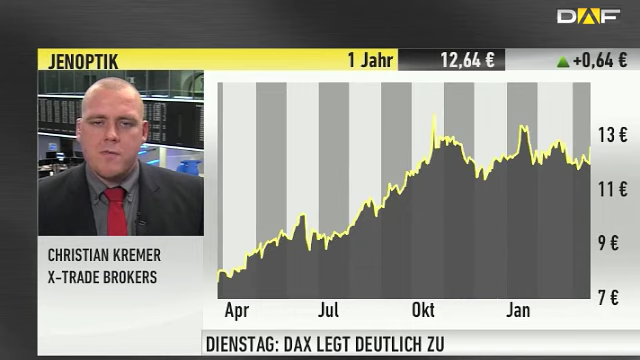 DAF
JENOPTIK 1 Jahr 12,64 € +0,64 €
13 €
11 €
9 €
7 €
Apr Jul Okt Jan
CHRISTIAN KREMER
X-TRADE BROKERS
DIENSTAG: DAX LEGT DEUTLICH ZU